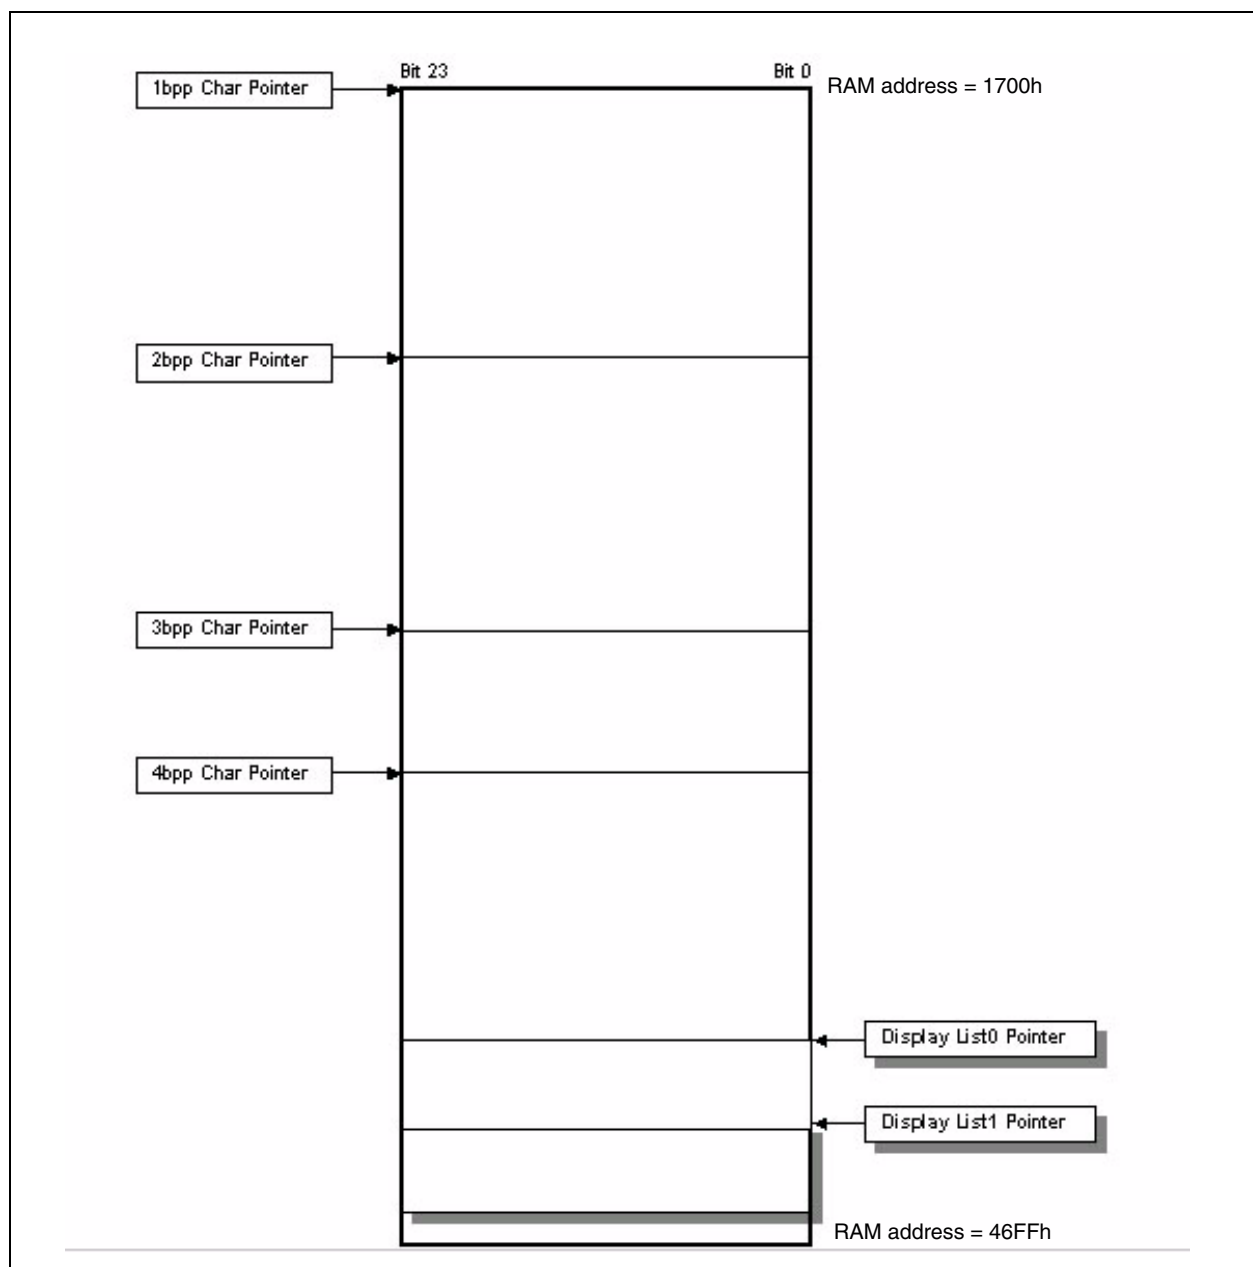 Bit 23
Bit 0
1bpp Char Pointer
RAM address = 1700h
2bpp Char Pointer
3bpp Char Pointer
4bpp Char Pointer
Display List0 Pointer
Display List1 Pointer
RAM address = 46FFh